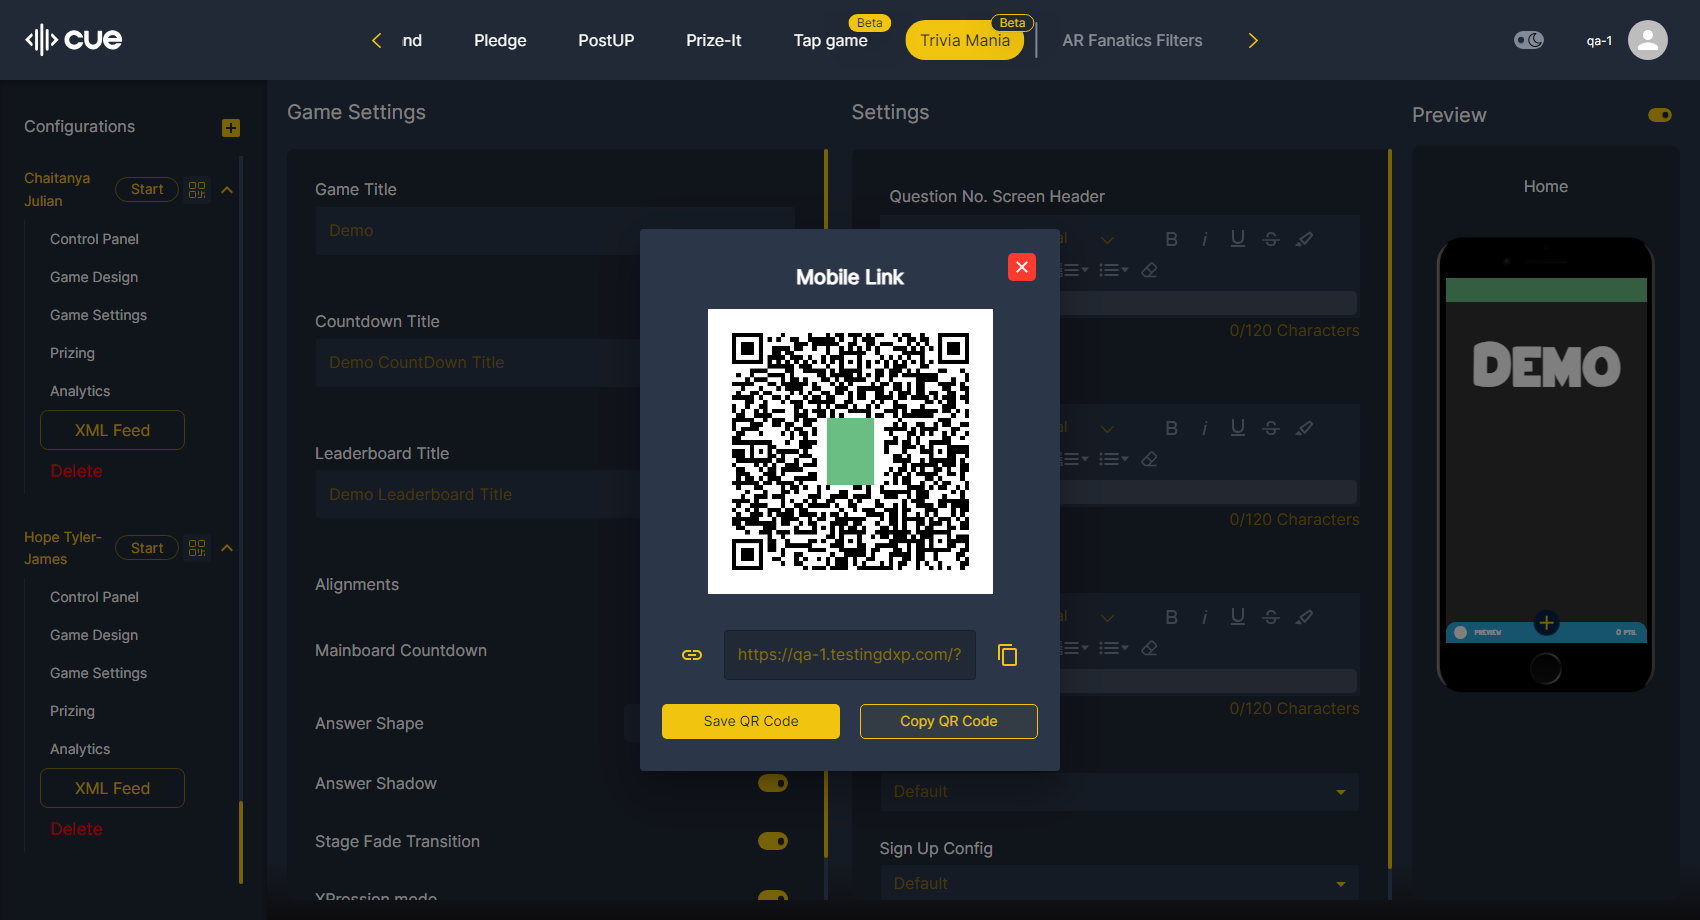 cue
nd
Pledge
PostUP
Prize-It
Tap game
Beta
Trivia Mania
Beta
AR Fanatics Filters
qa-1
Configurations
Chaitanya
Julian
Start
Control Panel
Game Design
Game Settings
Prizing
Analytics
XML Feed
Delete
Hope Tyler-
James
Start
Control Panel
Game Design
Game Settings
Prizing
Analytics
XML Feed
Delete
Game Settings
Game Title
Demo
Countdown Title
Demo CountDown Title
Leaderboard Title
Demo Leaderboard Title
Alignments
Mainboard Countdown
Answer Shape
Answer Shadow
Stage Fade Transition
XPression mode
Mobile Link
https://qa-1.testingdxp.com/?
Save QR Code
Copy QR Code
Settings
Question No. Screen Header
al
B i U S
0/120 Characters
al
B i U S
0/120 Characters
al
B i U S
0/120 Characters
Default
Sign Up Config
Default
Preview
Home
DEMO
PREVIEW
0 PTS.